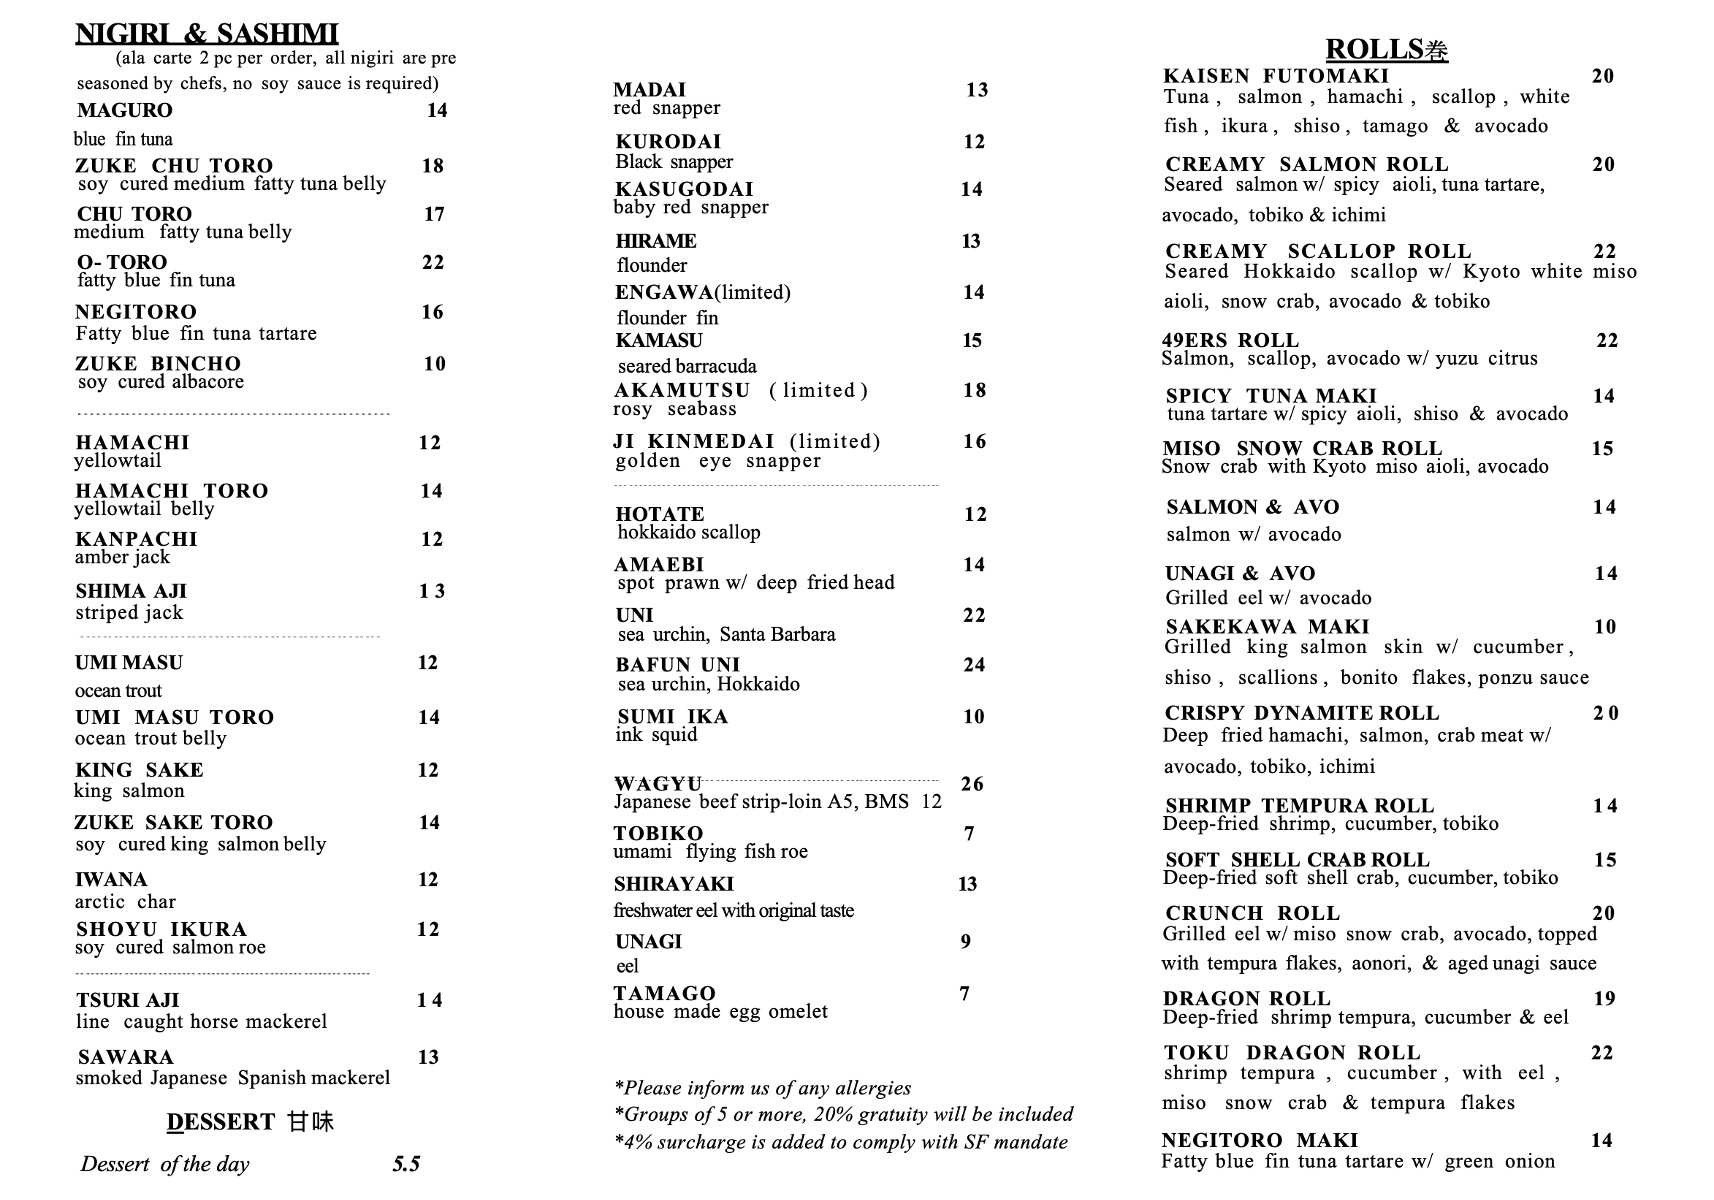 NIGIRI & SASHIMI
(ala carte 2 pc per order, all nigiri are pre
seasoned by chefs, no soy sauce is required)
MAGURO 14
blue fin tuna
ZUKE CHU TORO 18
soy cured medium fatty tuna belly
CHU TORO 17
medium fatty tuna belly
O- TORO 22
fatty blue fin tuna
NEGITORO 16
Fatty blue fin tuna tartare
ZUKE BINCHO 10
soy cured albacore
HAMACHI 12
yellowtail
HAMACHI TORO 14
yellowtail belly
KANPACHI 12
amber jack
SHIMA AJI 13
striped jack
UMI MASU 12
ocean trout
UMI MASU TORO 14
ocean trout belly
KING SAKE 12
king salmon
ZUKE SAKE TORO 14
soy cured king salmon belly
IWANA 12
arctic char
SHOYU IKURA 12
soy cured salmon roe
TSURI AJI 14
line caught horse mackerel
SAWARA 13
smoked Japanese Spanish mackerel
DESSERT 甘味
Dessert of the day 5.5
MADAI 13
red snapper
KURODAI 12
Black snapper
KASUGODAI 14
baby red snapper
HIRAME 13
flounder
ENGAWA(limited) 14
flounder fin
KAMASU 15
seared barracuda
AKAMUTSU (limited) 18
rosy seabass
JI KINMEDAI (limited) 16
golden eye snapper
HOTATE 12
hokkaido scallop
AMAEBI 14
spot prawn w/ deep fried head
UNI 22
sea urchin, Santa Barbara
BAFUN UNI 24
sea urchin, Hokkaido
SUMI IKA 10
ink squid
WAGYU 26
Japanese beef strip-loin A5, BMS 12
TOBIKO 7
umami flying fish roe
SHIRAYAKI 13
freshwater eel with original taste
UNAGI 9
eel
TAMAGO 7
house made egg omelet
*Please inform us of any allergies
*Groups of 5 or more, 20% gratuity will be included
*4% surcharge is added to comply with SF mandate
ROLLS巻
KAISEN FUTOMAKI 20
Tuna , salmon , hamachi , scallop , white
fish , ikura , shiso , tamago & avocado
CREAMY SALMON ROLL 20
Seared salmon w/ spicy aioli, tuna tartare,
avocado, tobiko & ichimi
CREAMY SCALLOP ROLL 22
Seared Hokkaido scallop w/ Kyoto white miso
aioli, snow crab, avocado & tobiko
49ERS ROLL 22
Salmon, scallop, avocado w/ yuzu citrus
SPICY TUNA MAKI 14
tuna tartare w/ spicy aioli, shiso & avocado
MISO SNOW CRAB ROLL 15
Snow crab with Kyoto miso aioli, avocado
SALMON & AVO 14
salmon w/ avocado
UNAGI & AVO 14
Grilled eel w/ avocado
SAKEKAWA MAKI 10
Grilled king salmon skin w/ cucumber ,
shiso , scallions , bonito flakes, ponzu sauce
CRISPY DYNAMITE ROLL 20
Deep fried hamachi, salmon, crab meat w/
avocado, tobiko, ichimi
SHRIMP TEMPURA ROLL 14
Deep-fried shrimp, cucumber, tobiko
SOFT SHELL CRAB ROLL 15
Deep-fried soft shell crab, cucumber, tobiko
CRUNCH ROLL 20
Grilled eel w/ miso snow crab, avocado, topped
with tempura flakes, aonori, & aged unagi sauce
DRAGON ROLL 19
Deep-fried shrimp tempura, cucumber & eel
TOKU DRAGON ROLL 22
shrimp tempura , cucumber , with eel ,
miso snow crab & tempura flakes
NEGITORO MAKI 14
Fatty blue fin tuna tartare w/ green onion